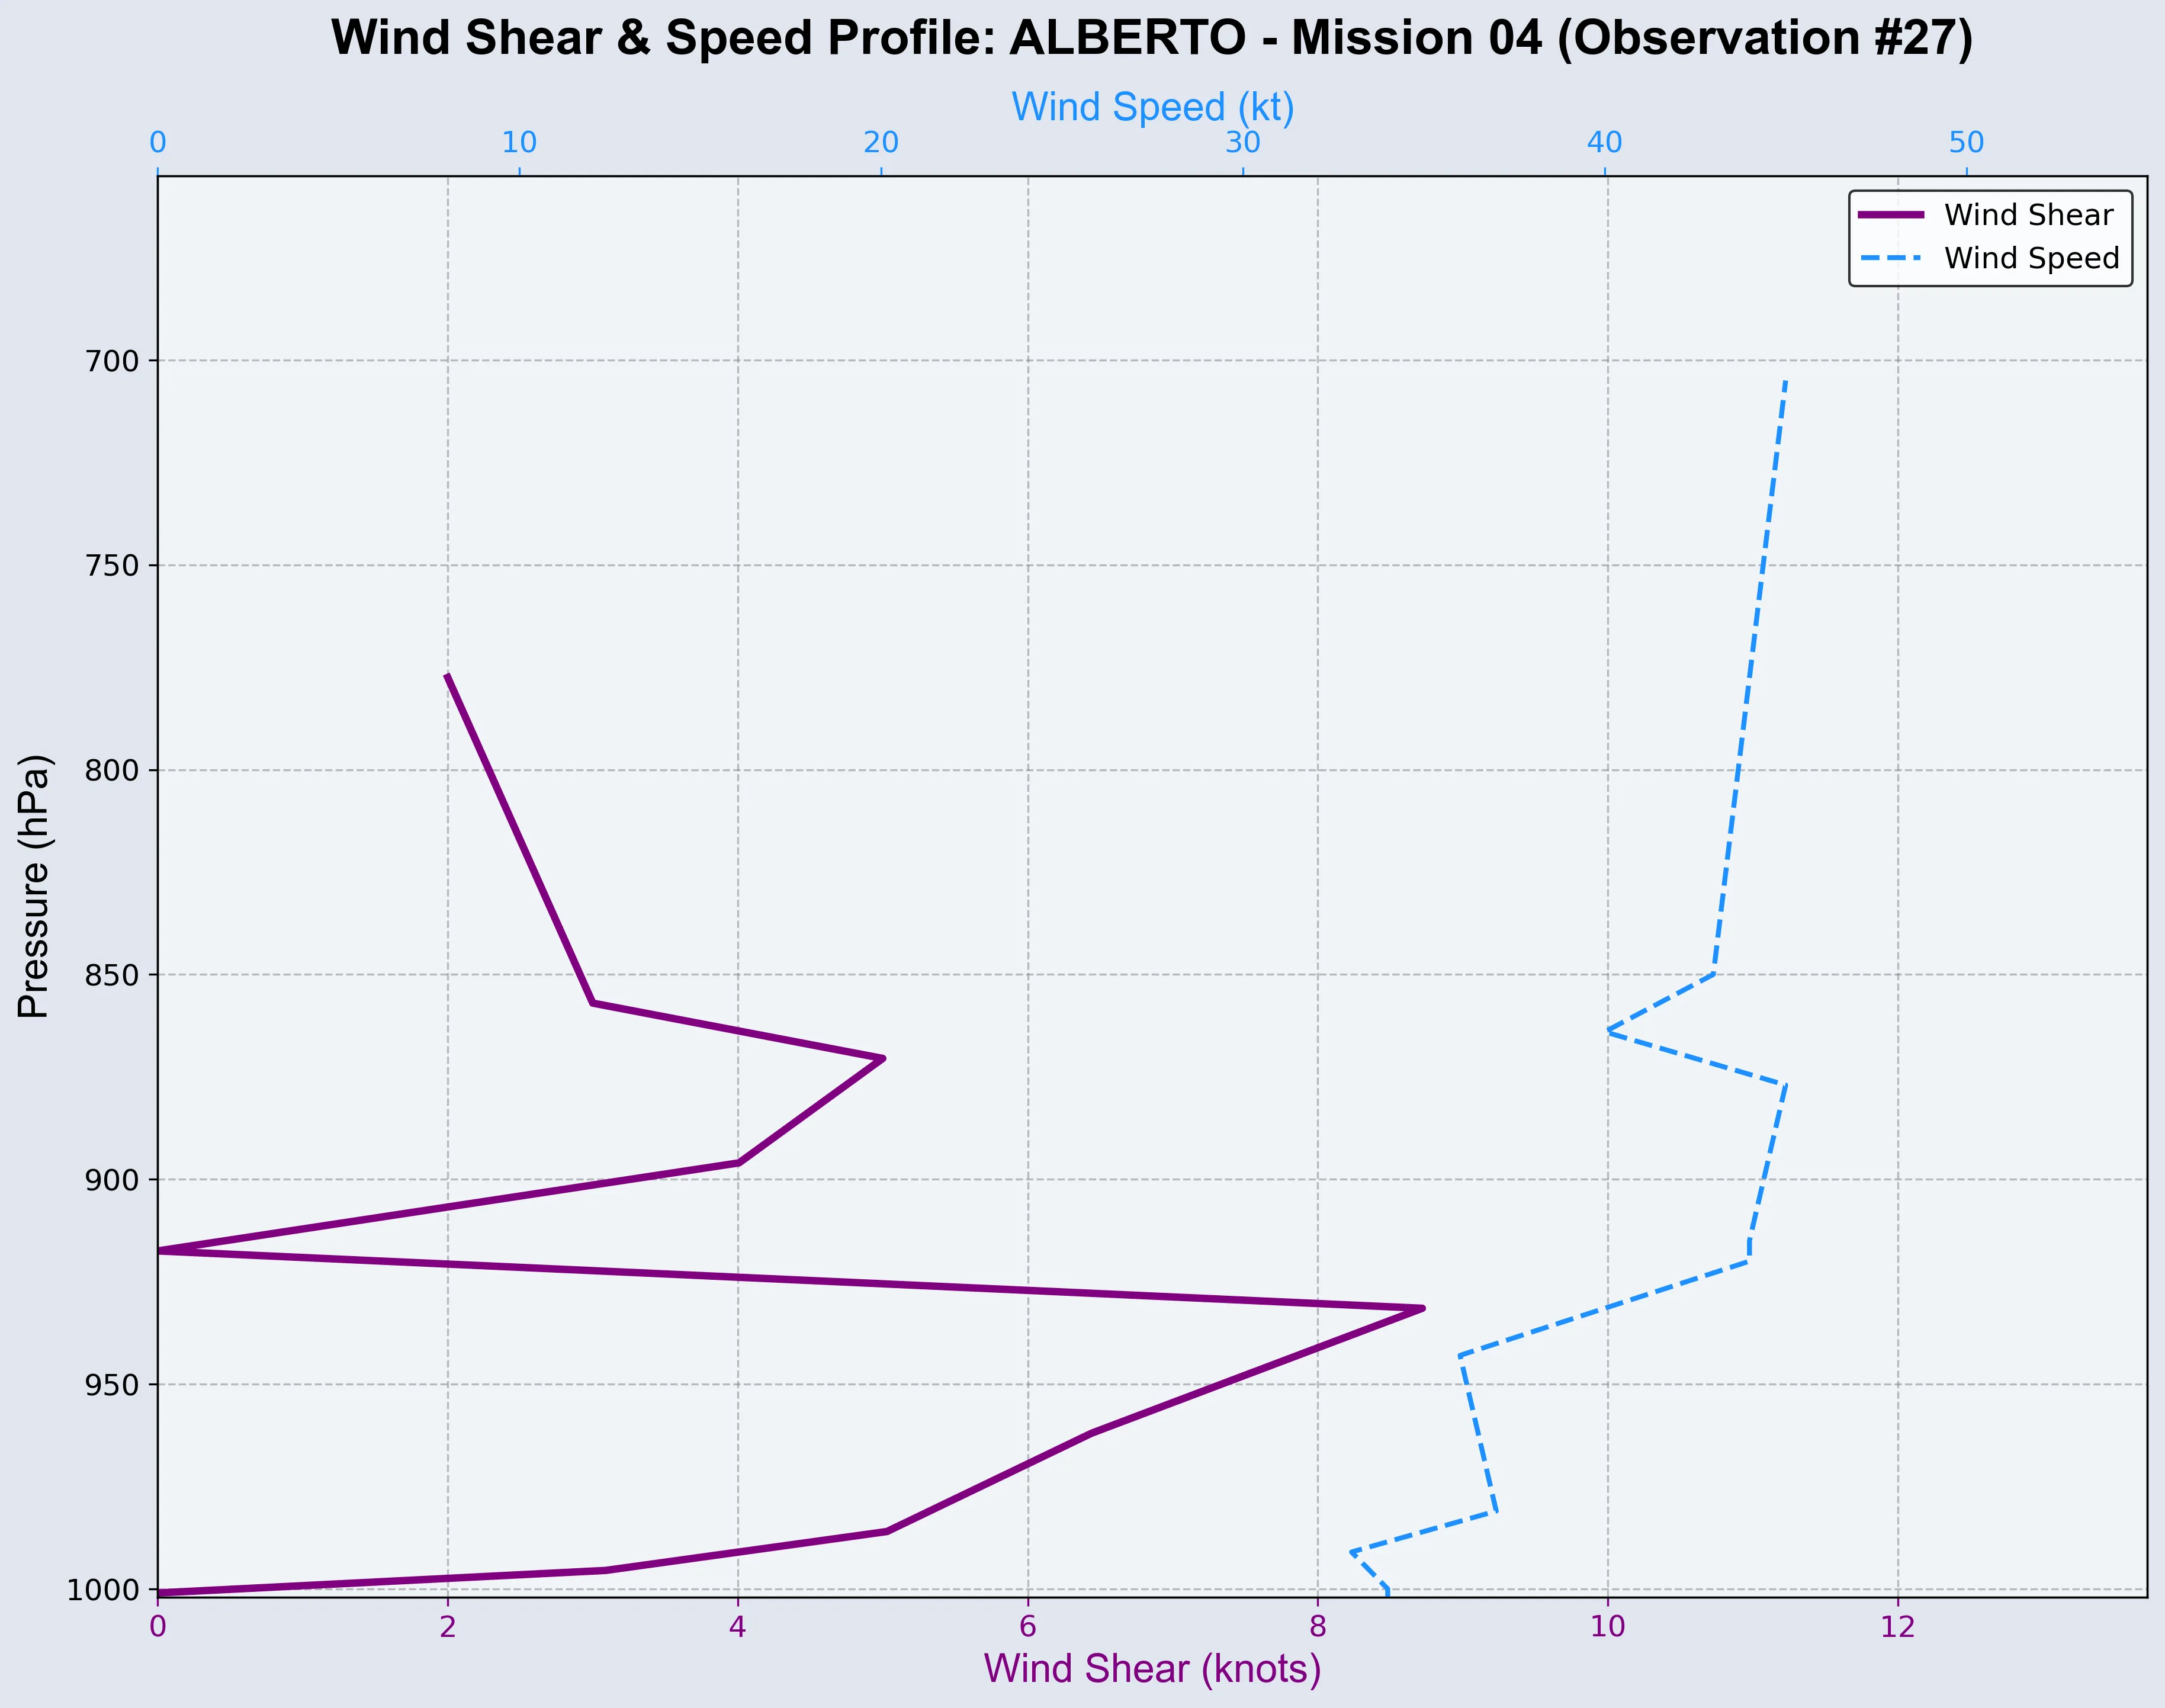 Wind Shear & Speed Profile: ALBERTO - Mission 04 (Observation #27)
Wind Speed (kt)
0 10 20 30 40 50
Wind Shear
Wind Speed
700
750
800
850
900
950
1000
Pressure (hPa)
0 2 4 6 8 10 12
Wind Shear (knots)